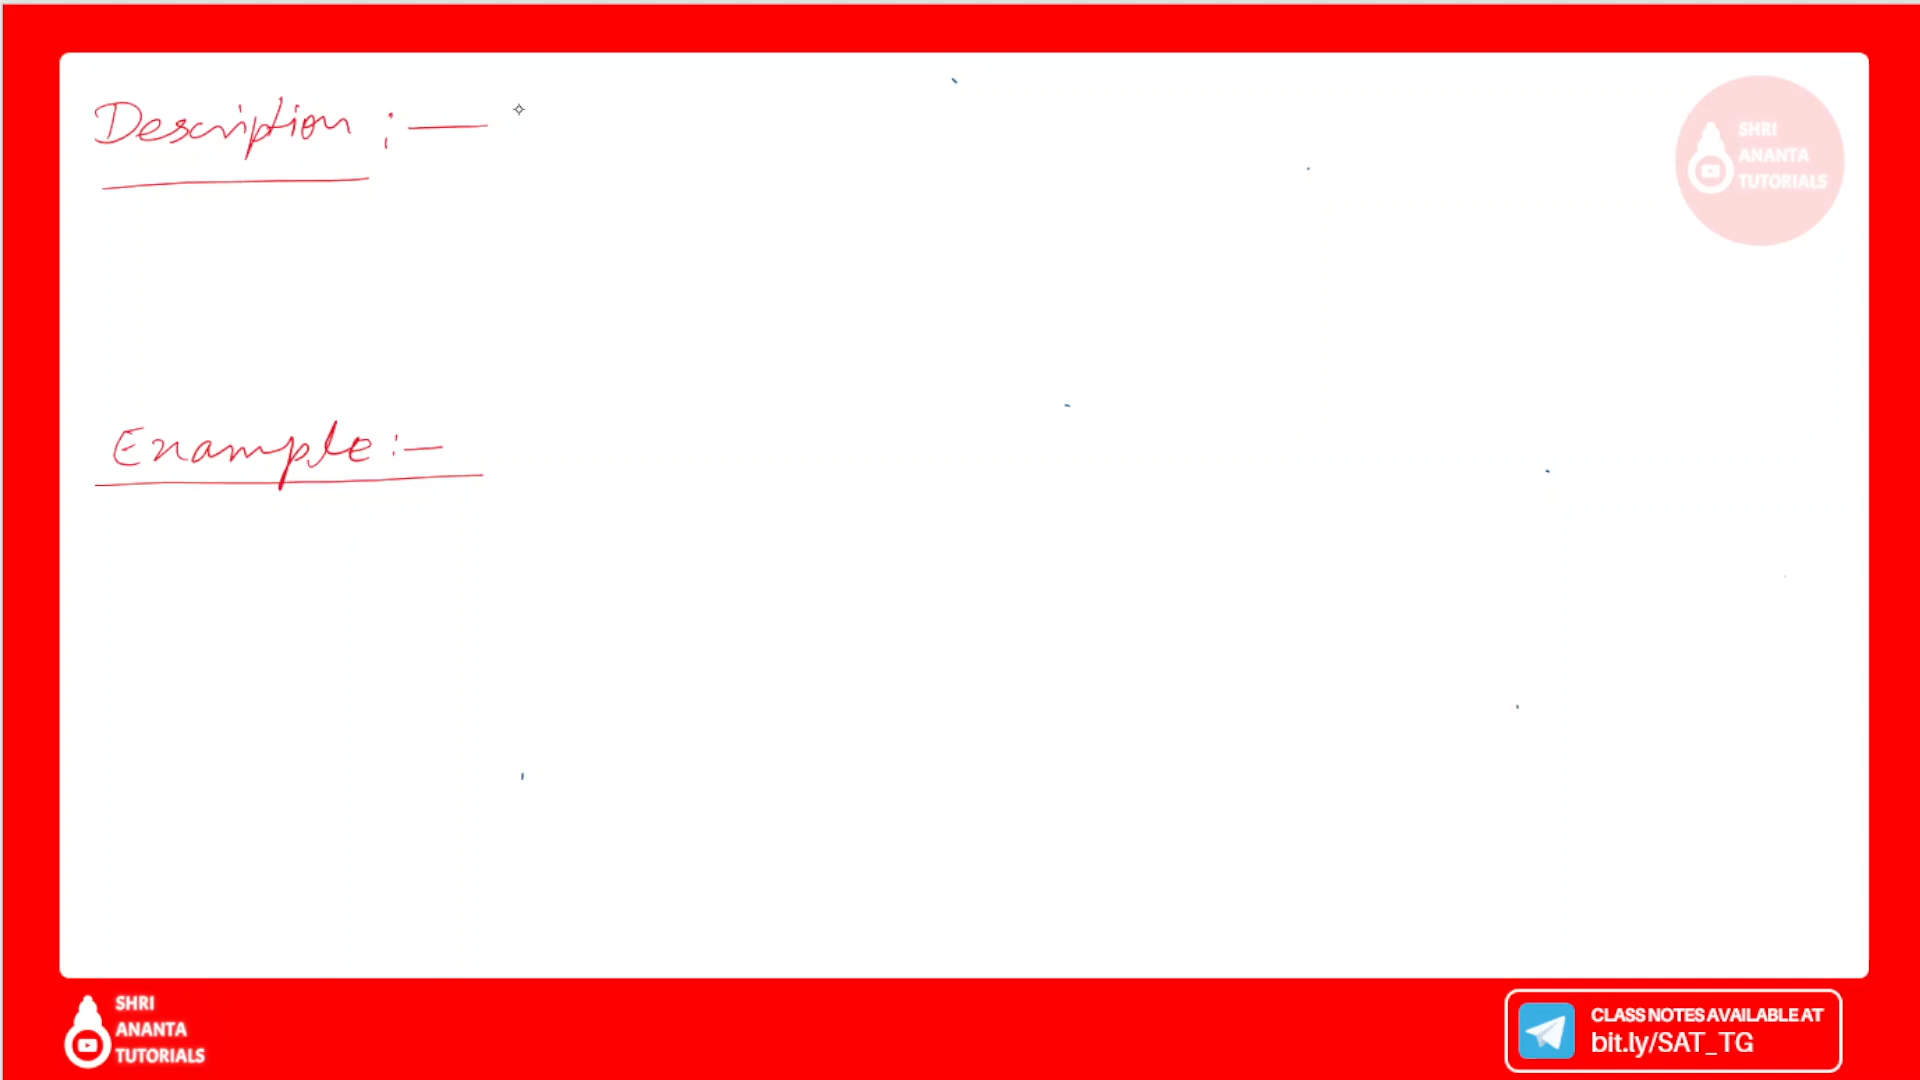 Description :—
SHRI
ANANTA
TUTORIALS
Example :-
SHRI
ANANTA
TUTORIALS
CLASS NOTES AVAILABLE AT
bit.ly/SAT_TG